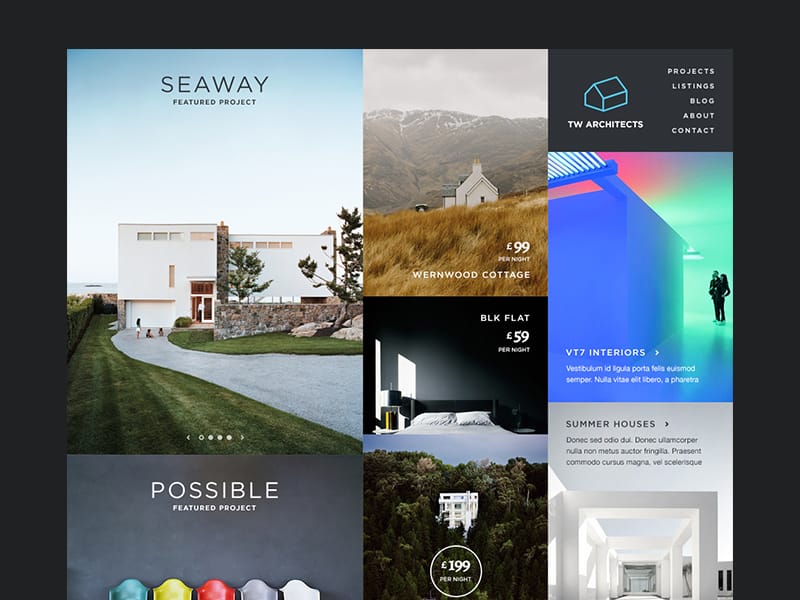 SEAWAY
FEATURED PROJECT
POSSIBLE
FEATURED PROJECT
£99
PER NIGHT
WERNWOOD COTTAGE
BLK FLAT
£59
PER NIGHT
£199
PER NIGHT
TW ARCHITECTS
PROJECTS
LISTINGS
BLOG
ABOUT
CONTACT
VT7 INTERIORS
Vestibulum id ligula porta felis euismod
semper. Nulla vitae elit libero, a pharetra
SUMMER HOUSES
Donec sed odio dui. Donec ullamcorper
nulla non metus auctor fringilla. Praesent
commodo cursus magna, vel scelerisque